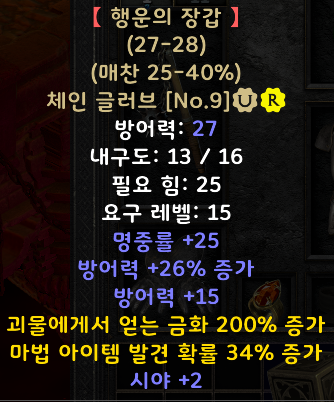 【 행운의 장갑 】
(27-28)
(매찬 25-40%)
체인 글러브 [No.9] U R
방어력: 27
내구도: 13 / 16
필요 힘: 25
요구 레벨: 15
명중률 +25
방어력 +26% 증가
방어력 +15
괴물에게서 얻는 금화 200% 증가
마법 아이템 발견 확률 34% 증가
시야 +2